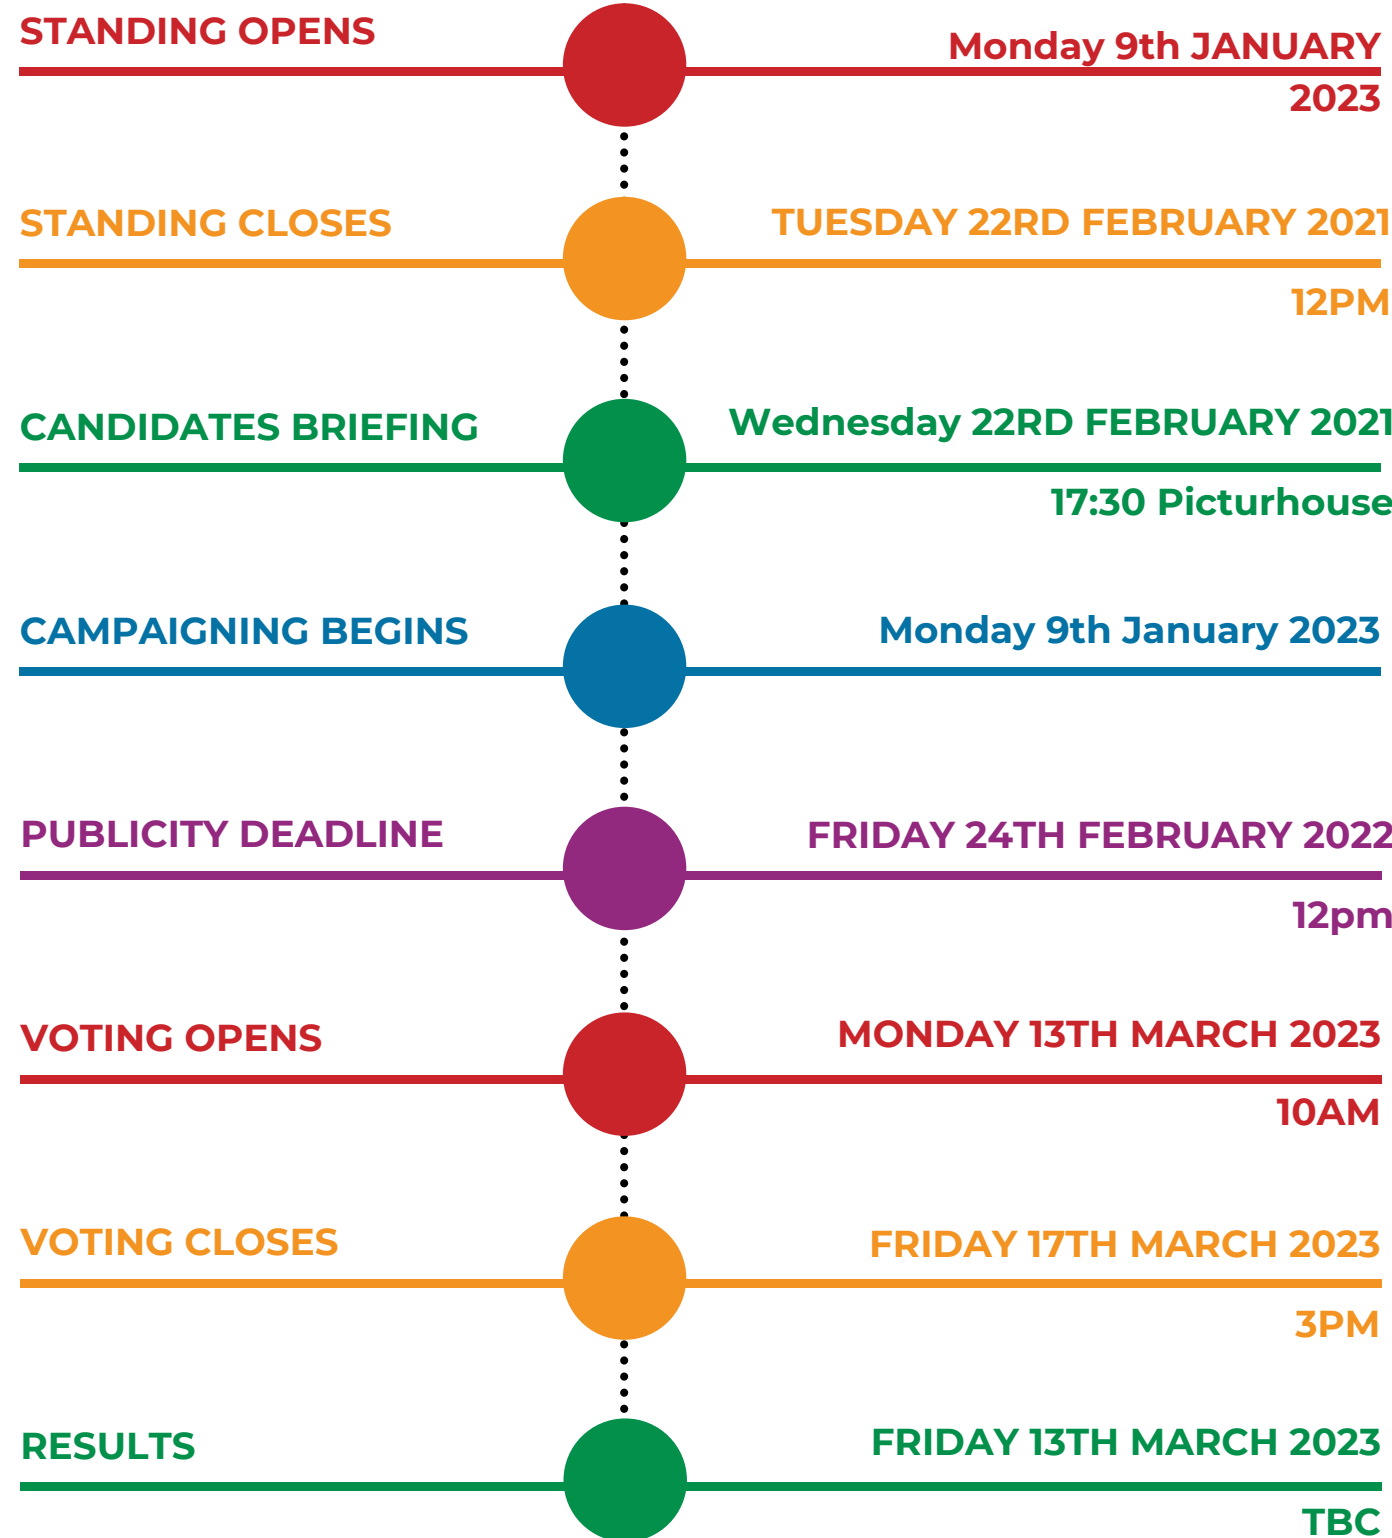 STANDING OPENS
Monday 9th JANUARY
2023
STANDING CLOSES
TUESDAY 22RD FEBRUARY 2021
12PM
CANDIDATES BRIEFING
Wednesday 22RD FEBRUARY 2021
17:30 Picturhouse
CAMPAIGNING BEGINS
Monday 9th January 2023
PUBLICITY DEADLINE
FRIDAY 24TH FEBRUARY 2022
12pm
VOTING OPENS
MONDAY 13TH MARCH 2023
10AM
VOTING CLOSES
FRIDAY 17TH MARCH 2023
3PM
RESULTS
FRIDAY 13TH MARCH 2023
TBC